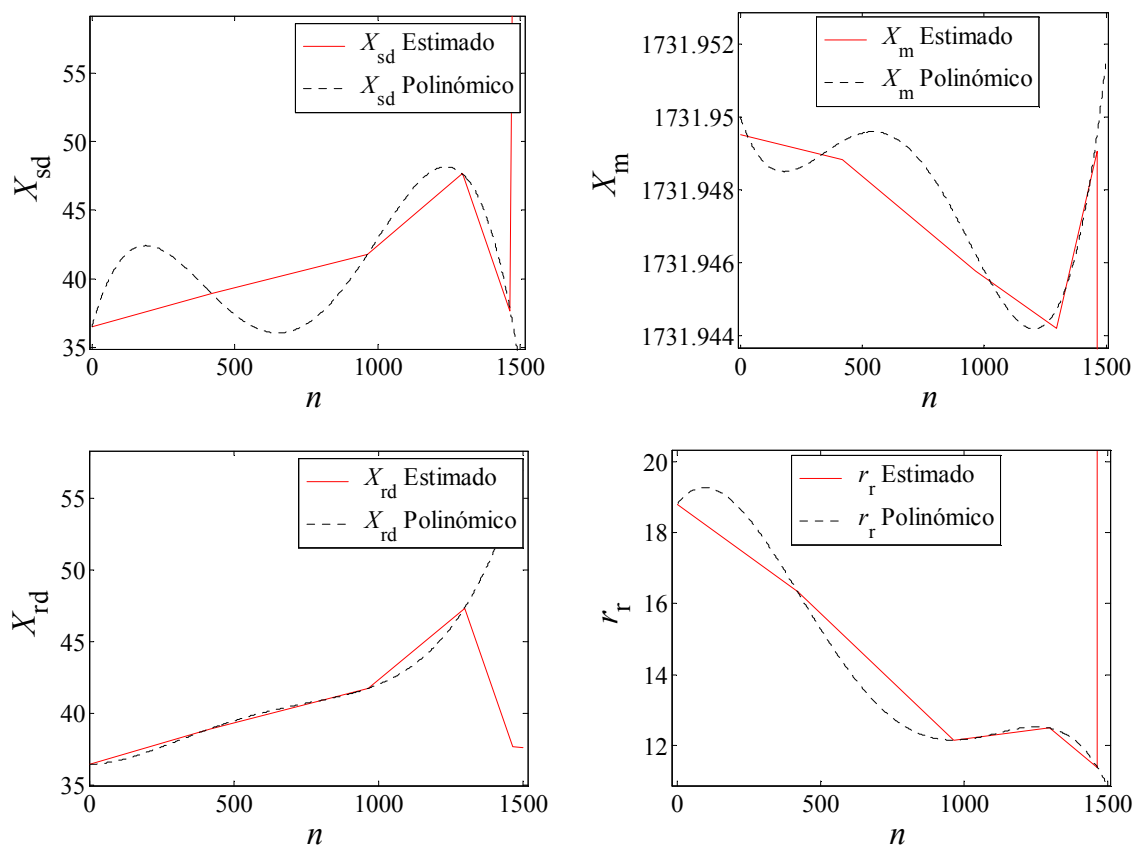 X_sd Estimado
X_sd Polinómico
X_sd
55
50
45
40
35
0
500
1000
1500
n
X_m Estimado
X_m Polinómico
X_m
1731.952
1731.95
1731.948
1731.946
1731.944
0
500
1000
1500
n
X_rd Estimado
X_rd Polinómico
X_rd
55
50
45
40
35
0
500
1000
1500
n
r_r Estimado
r_r Polinómico
r_r
20
18
16
14
12
0
500
1000
1500
n